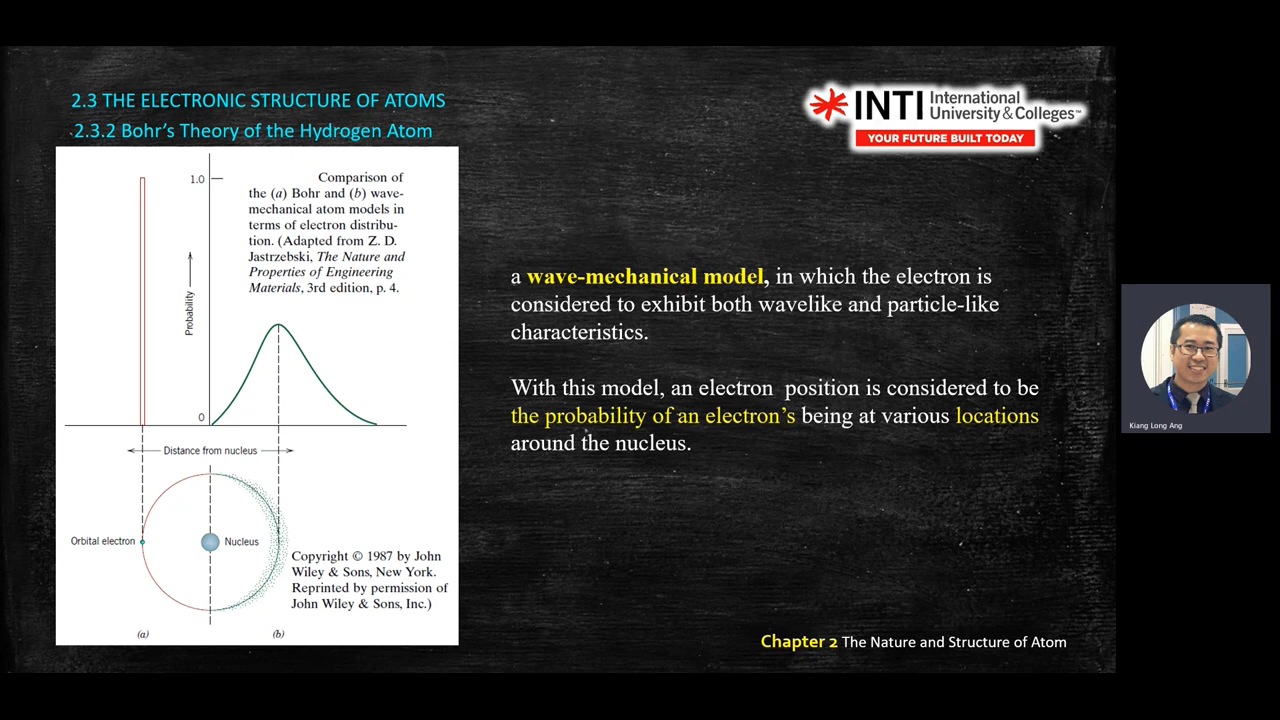 2.3 THE ELECTRONIC STRUCTURE OF ATOMS
2.3.2 Bohr's Theory of the Hydrogen Atom
INTI International
University & Colleges™
YOUR FUTURE BUILT TODAY
1.0
Comparison of
the (a) Bohr and (b) wave-
mechanical atom models in
terms of electron distribu-
tion. (Adapted from Z. D.
Jastrzebski, The Nature and
Properties of Engineering
Materials, 3rd edition, p. 4.
Probability
0
Distance from nucleus
Orbital electron
Nucleus
Copyright © 1987 by John
Wiley & Sons, New York.
Reprinted by permission of
John Wiley & Sons, Inc.)
(a)
(b)
a wave-mechanical model, in which the electron is
considered to exhibit both wavelike and particle-like
characteristics.
With this model, an electron position is considered to be
the probability of an electron's being at various locations
around the nucleus.
Kiang Long Ang
Chapter 2 The Nature and Structure of Atom